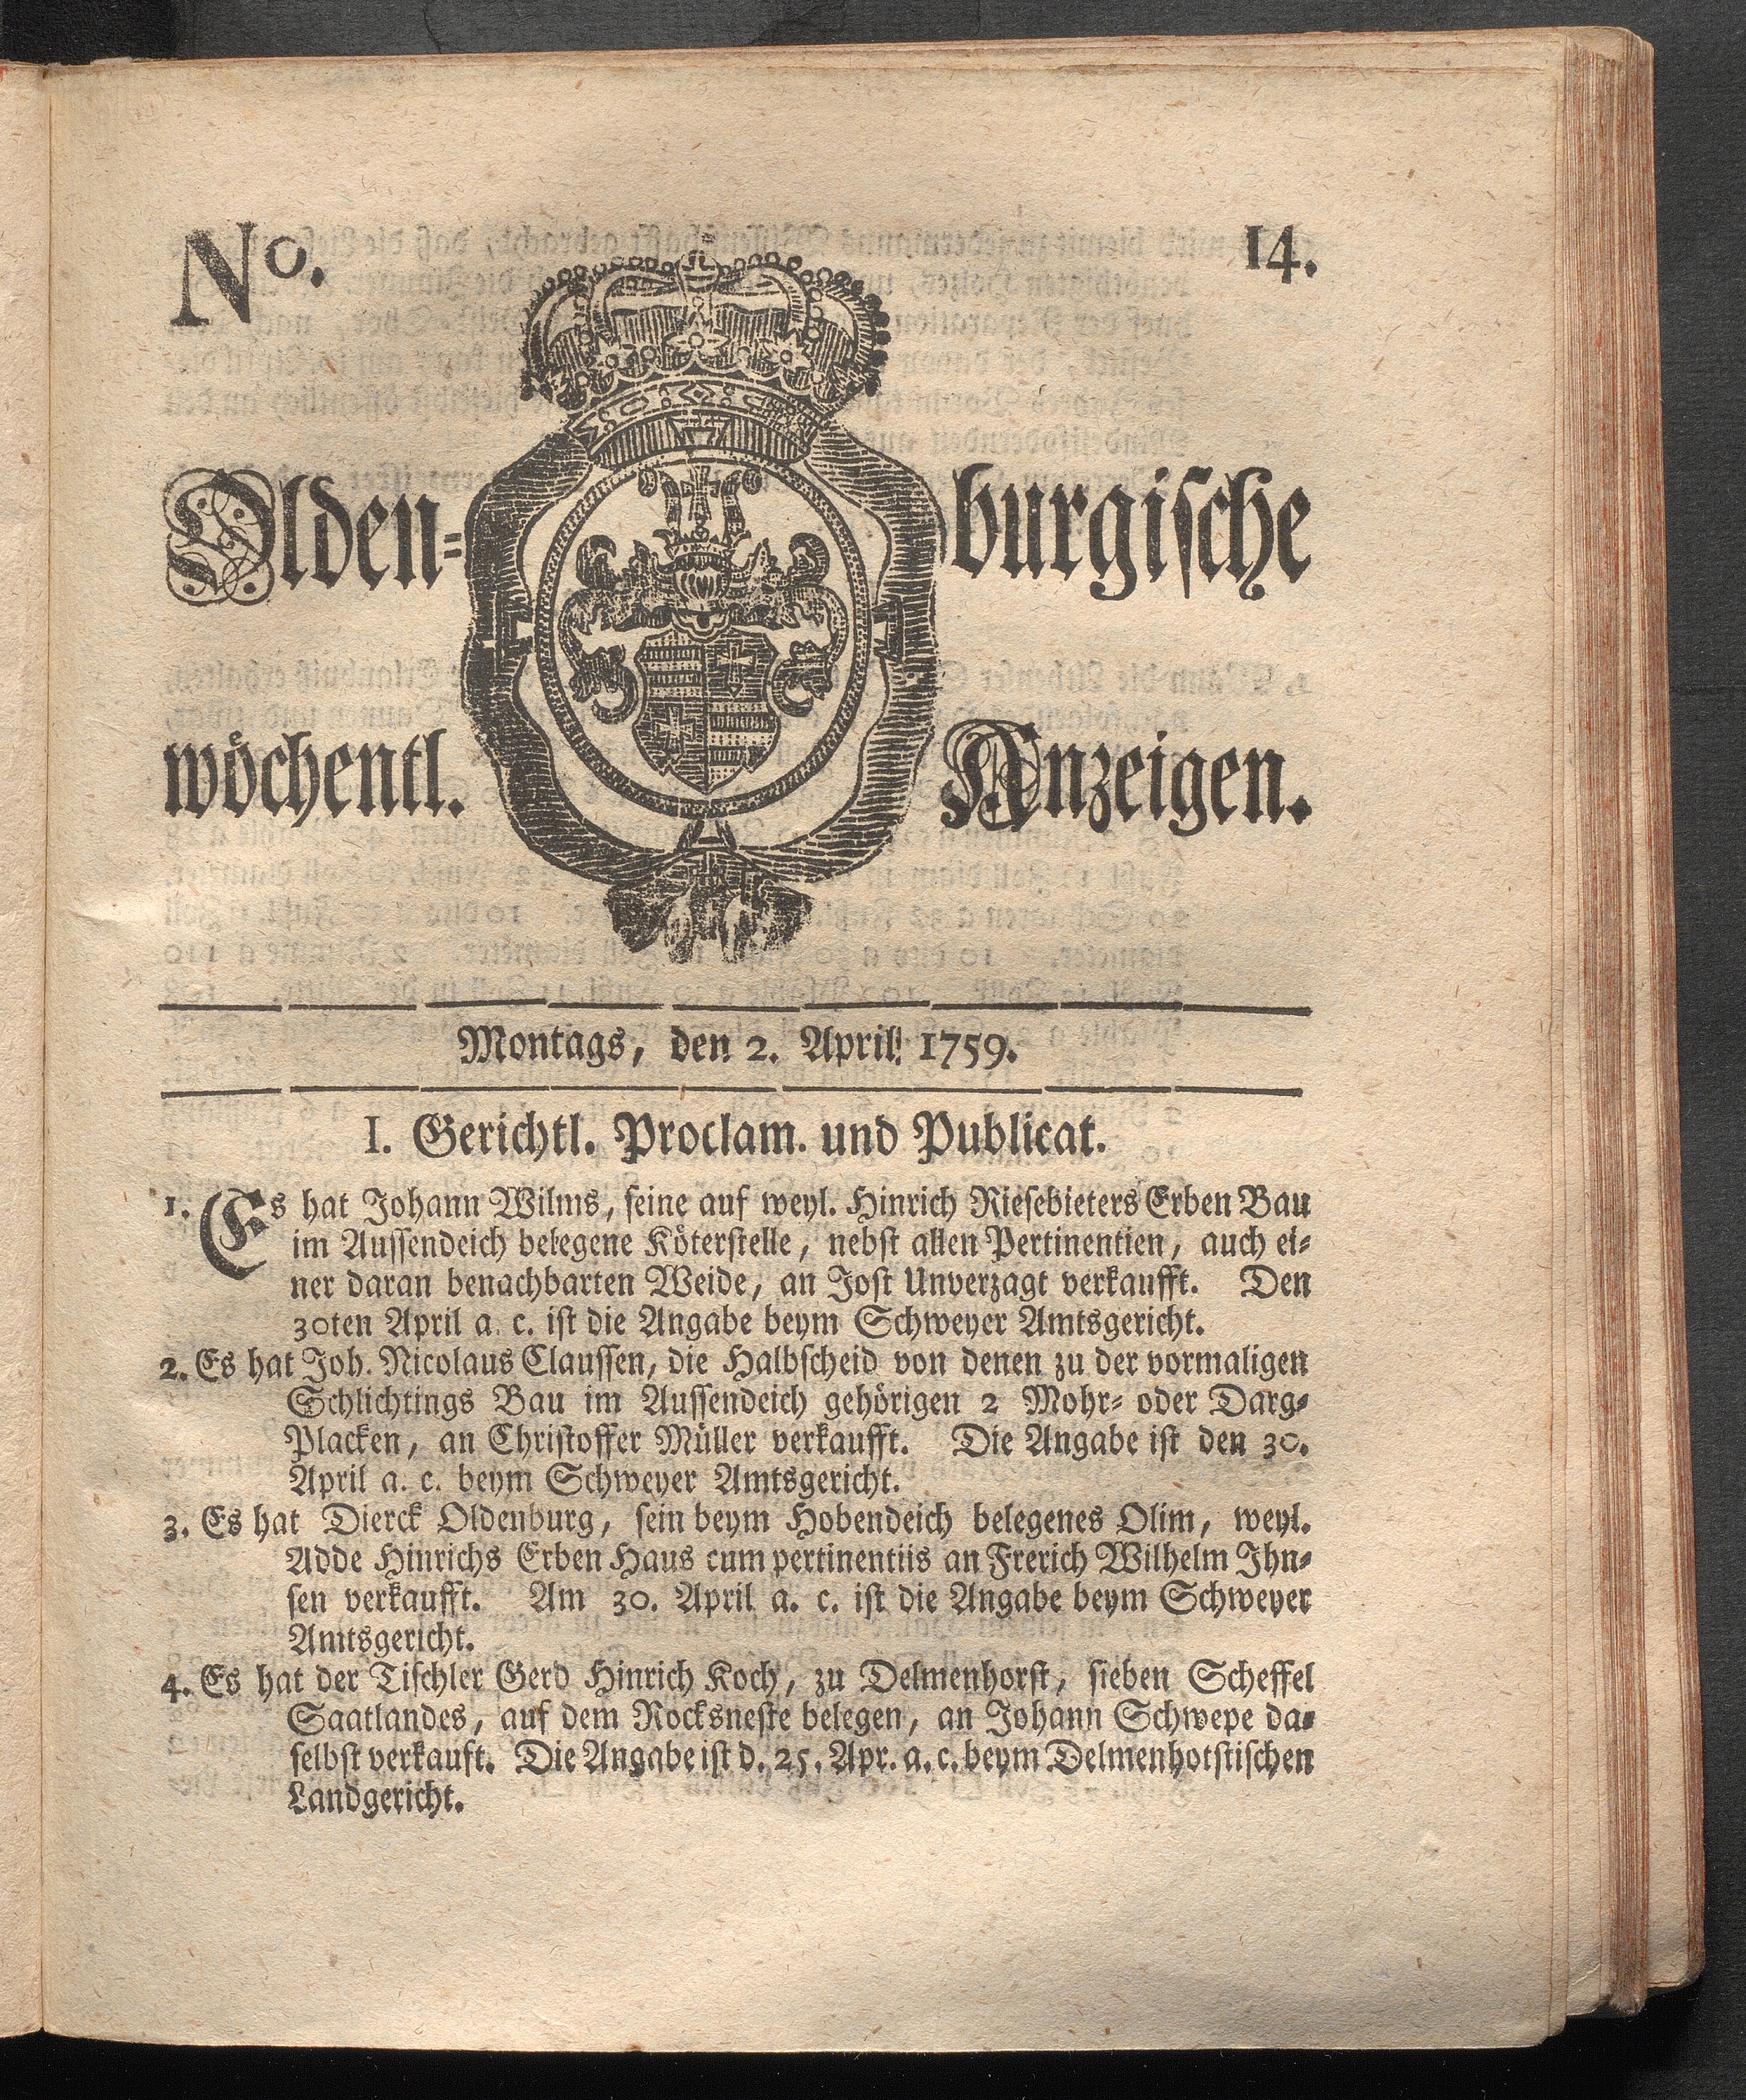 No. 14.
Olden= burgische
wöchentl. Anzeigen.
Montags, den 2. April! 1759.
I. Gerichtl. Proclam. und Publicat.
1. Es hat Johann Wilms, seine auf weyl. Hinrich Riesebieters Erben Bau
im Aussendeich belegene Köterstelle, nebst allen Pertinentien, auch ei=
ner daran benachbarten Weide, an Jost Unverzagt verkaufft. Den
30ten April a. c. ist die Angabe beym Schweyer Amtsgericht.
2. Es hat Joh. Nicolaus Claussen, die Halbscheid von denen zu der vormaligen
Schlichtings Bau im Aussendeich gehörigen 2 Mohr= oder Darg=
Placken, an Christoffer Müller verkaufft. Die Angabe ist den 30.
April a. c. beym Schweyer Amtsgericht.
3. Es hat Dierck Oldenburg, sein beym Hobendeich belegenes Olim, weyl.
Adde Hinrichs Erben Haus cum pertinentiis an Frerich Wilhelm Ihn=
sen verkaufft. Am 30. April a. c. ist die Angabe beym Schweyer
Amtsgericht.
4. Es hat der Tischler Gerd Hinrich Koch, zu Delmenhorst, sieben Scheffel
Saatlandes, auf dem Rocksneste belegen, an Johann Schwepe da=
selbst verkauft. Die Angabe ist d. 25. Apr. a. c. beym Delmenhotstischen
Landgericht.